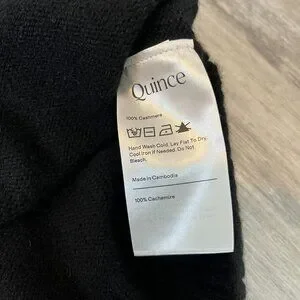 Quince
100% Cashmere
Hand Wash Cold. Lay Flat To Dry.
Cool Iron If Needed. Do Not
Bleach.
Made in Cambodia
100% Cachemire